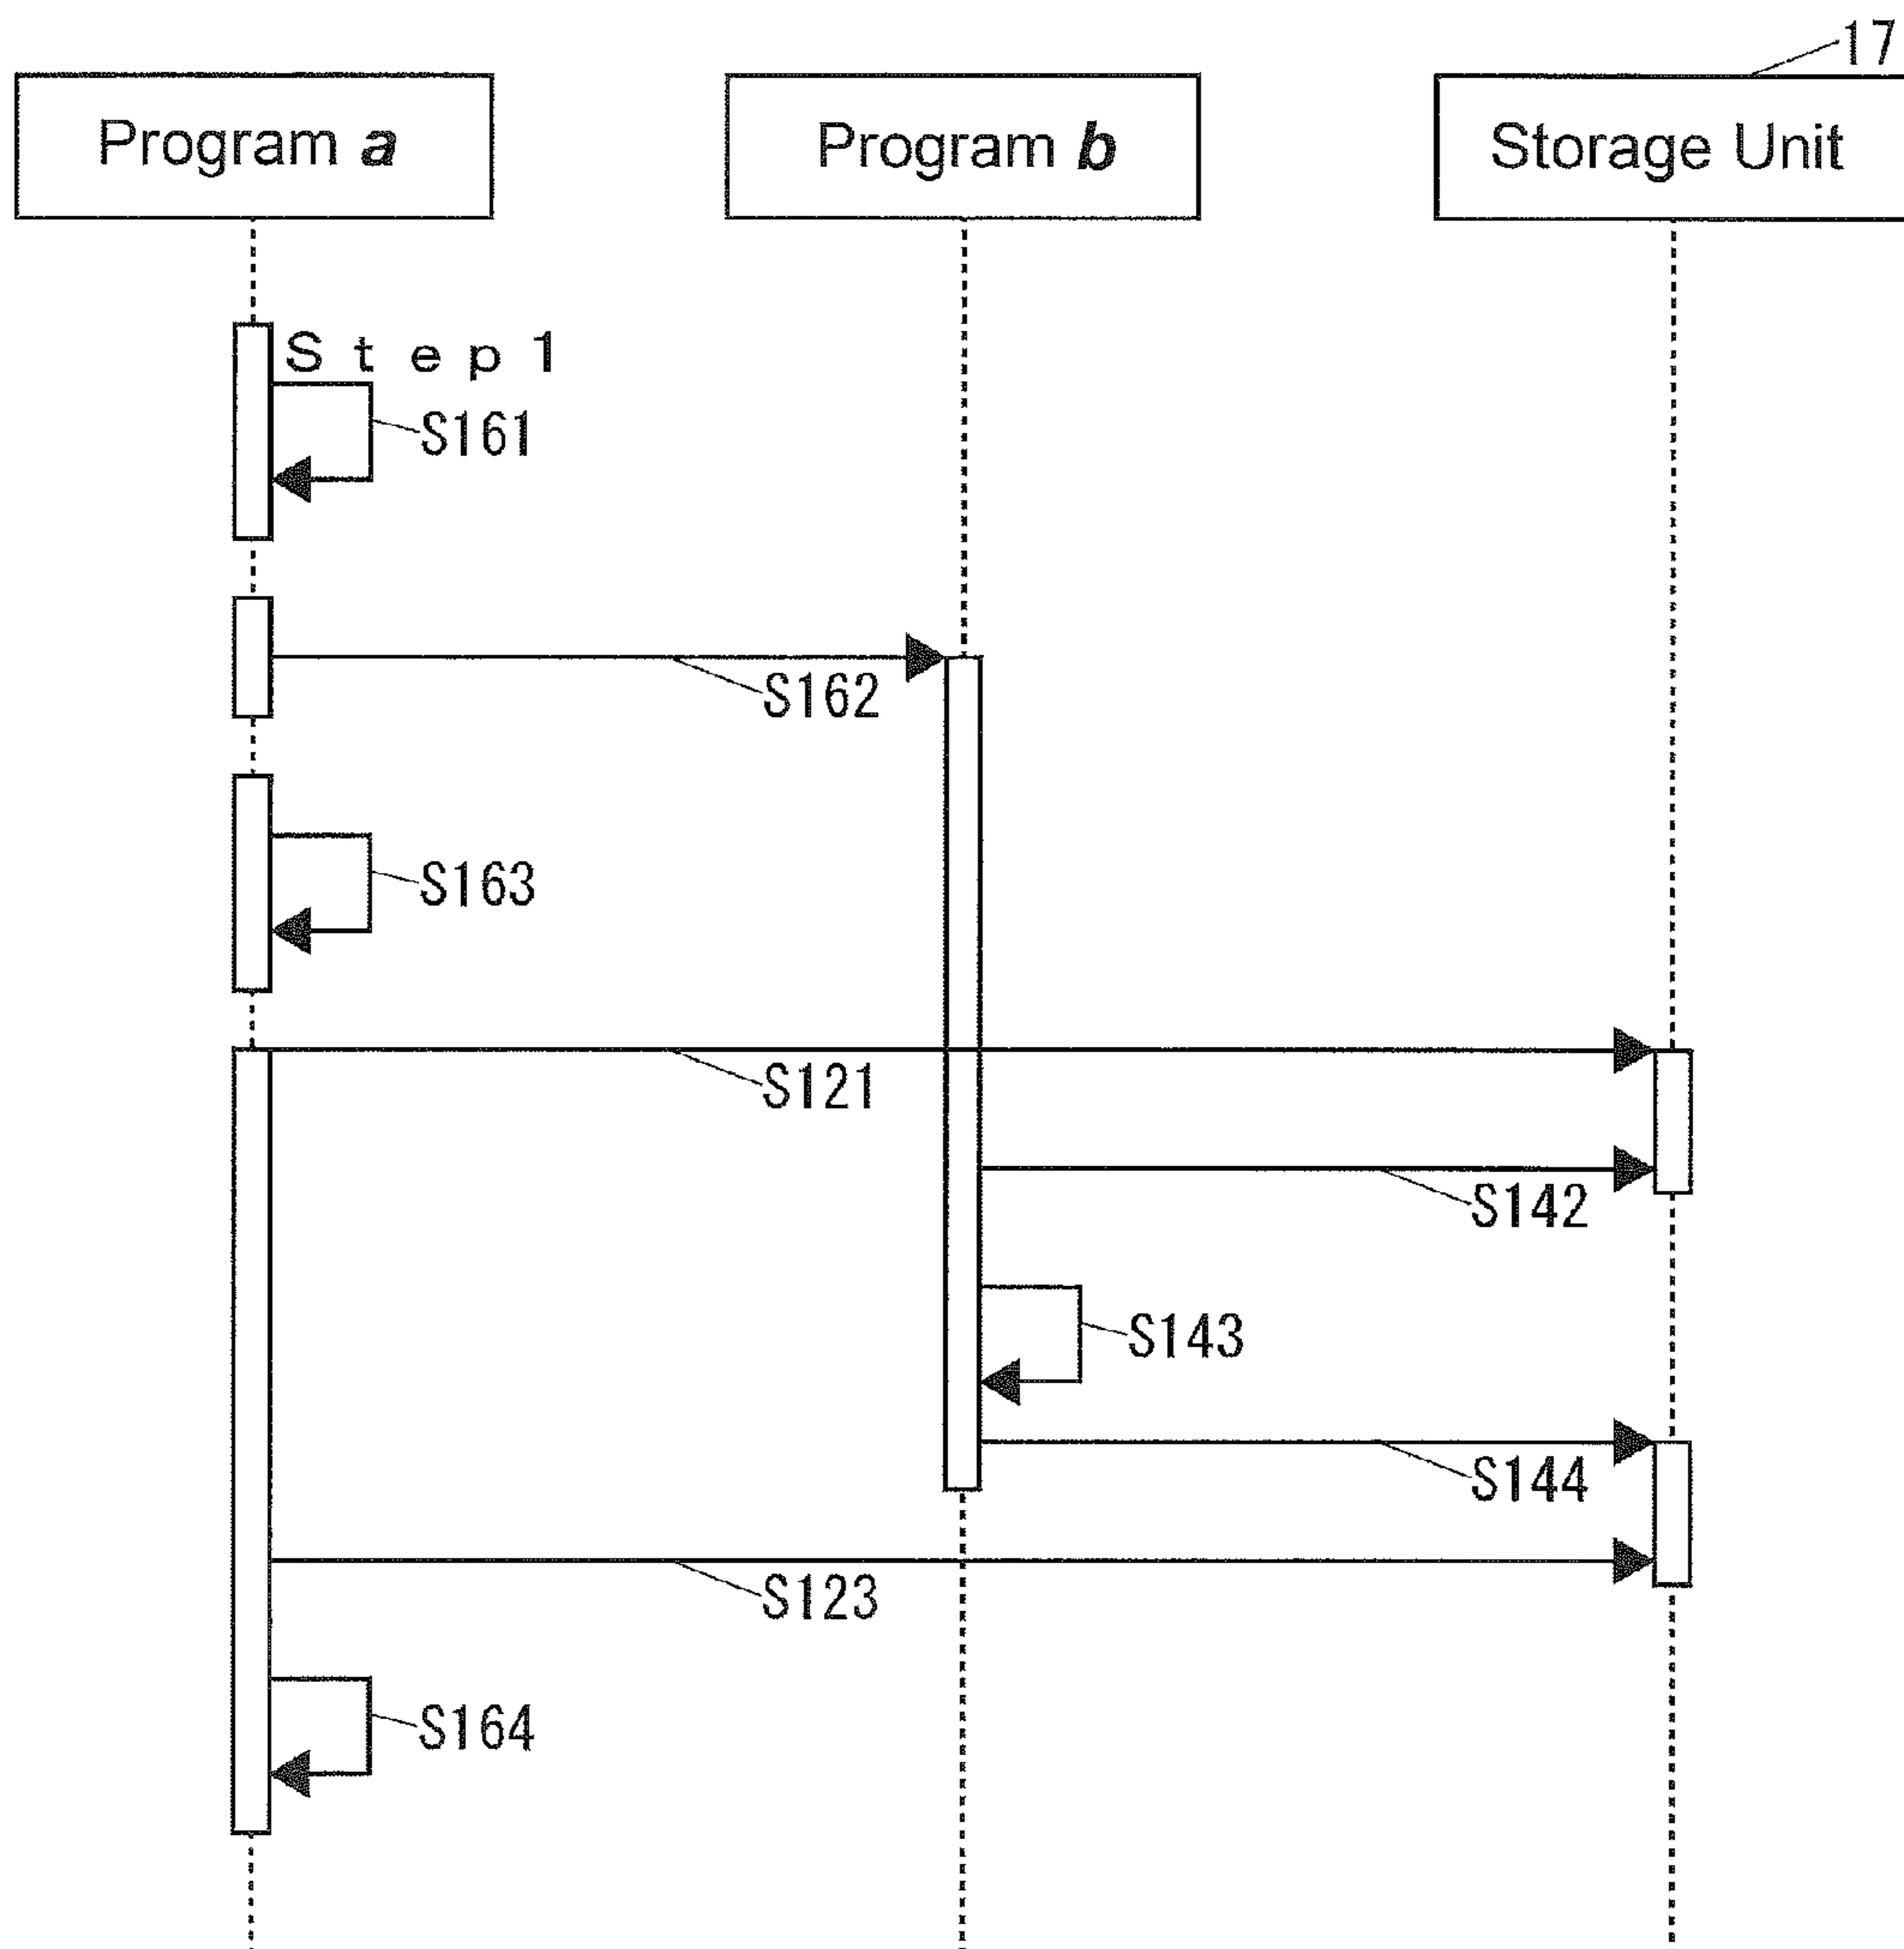 17
Program a
Program b
Storage Unit
Step1
S161
S162
S163
S121
S142
S143
S144
S123
S164